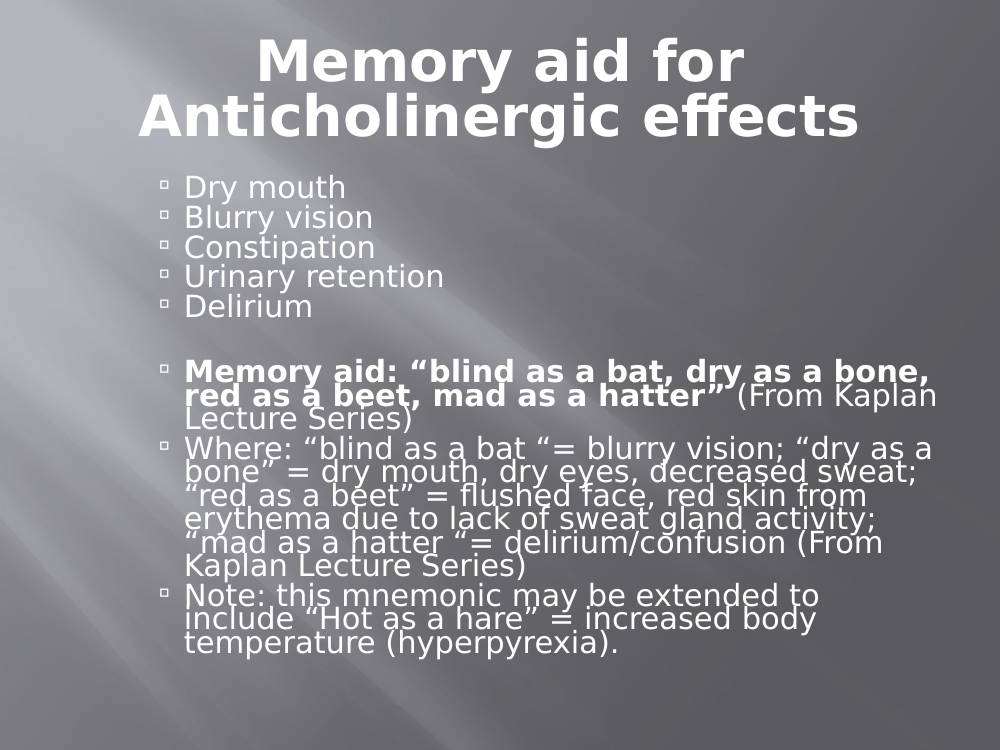 Memory aid for
Anticholinergic effects
Dry mouth
Blurry vision
Constipation
Urinary retention
Delirium
Memory aid: “blind as a bat, dry as a bone,
red as a beet, mad as a hatter” (From Kaplan
Lecture Series)
Where: “blind as a bat “= blurry vision; “dry as a
bone” = dry mouth, dry eyes, decreased sweat;
“red as a beet” = flushed face, red skin from
erythema due to lack of sweat gland activity;
“mad as a hatter “= delirium/confusion (From
Kaplan Lecture Series)
Note: this mnemonic may be extended to
include “Hot as a hare” = increased body
temperature (hyperpyrexia).